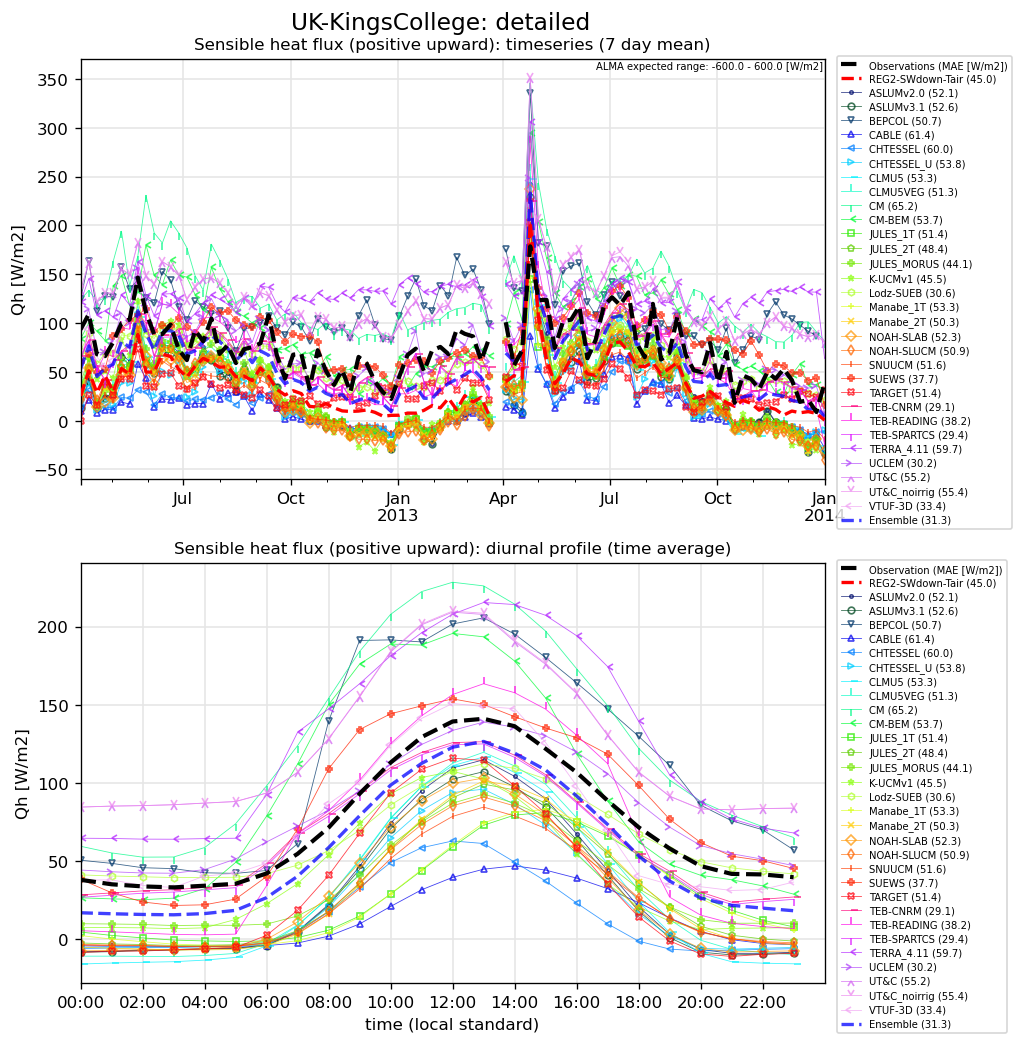 UK-KingsCollege: detailed
Sensible heat flux (positive upward): timeseries (7 day mean)
ALMA expected range: -600.0 - 600.0 [W/m2]
Qh [W/m2]
350
300
250
200
150
100
50
0
−50
Jul
Oct
Jan
2013
Apr
Jul
Oct
Jan
2014
Observations (MAE [W/m2])
REG2-SWdown-Tair (45.0)
ASLUMv2.0 (52.1)
ASLUMv3.1 (52.6)
BEPCOL (50.7)
CABLE (61.4)
CHTESSEL (60.0)
CHTESSEL_U (53.8)
CLMU5 (53.3)
CLMU5VEG (51.3)
CM (65.2)
CM-BEM (53.7)
JULES_1T (51.4)
JULES_2T (48.4)
JULES_MORUS (44.1)
K-UCMv1 (45.5)
Lodz-SUEB (30.6)
Manabe_1T (53.3)
Manabe_2T (50.3)
NOAH-SLAB (52.3)
NOAH-SLUCM (50.9)
SNUUCM (51.6)
SUEWS (37.7)
TARGET (51.4)
TEB-CNRM (29.1)
TEB-READING (38.2)
TEB-SPARTCS (29.4)
TERRA_4.11 (59.7)
UCLEM (30.2)
UT&C (55.2)
UT&C_noirrig (55.4)
VTUF-3D (33.4)
Ensemble (31.3)
Sensible heat flux (positive upward): diurnal profile (time average)
Qh [W/m2]
200
150
100
50
0
00:00
02:00
04:00
06:00
08:00
10:00
12:00
14:00
16:00
18:00
20:00
22:00
time (local standard)
Observation (MAE [W/m2])
REG2-SWdown-Tair (45.0)
ASLUMv2.0 (52.1)
ASLUMv3.1 (52.6)
BEPCOL (50.7)
CABLE (61.4)
CHTESSEL (60.0)
CHTESSEL_U (53.8)
CLMU5 (53.3)
CLMU5VEG (51.3)
CM (65.2)
CM-BEM (53.7)
JULES_1T (51.4)
JULES_2T (48.4)
JULES_MORUS (44.1)
K-UCMv1 (45.5)
Lodz-SUEB (30.6)
Manabe_1T (53.3)
Manabe_2T (50.3)
NOAH-SLAB (52.3)
NOAH-SLUCM (50.9)
SNUUCM (51.6)
SUEWS (37.7)
TARGET (51.4)
TEB-CNRM (29.1)
TEB-READING (38.2)
TEB-SPARTCS (29.4)
TERRA_4.11 (59.7)
UCLEM (30.2)
UT&C (55.2)
UT&C_noirrig (55.4)
VTUF-3D (33.4)
Ensemble (31.3)